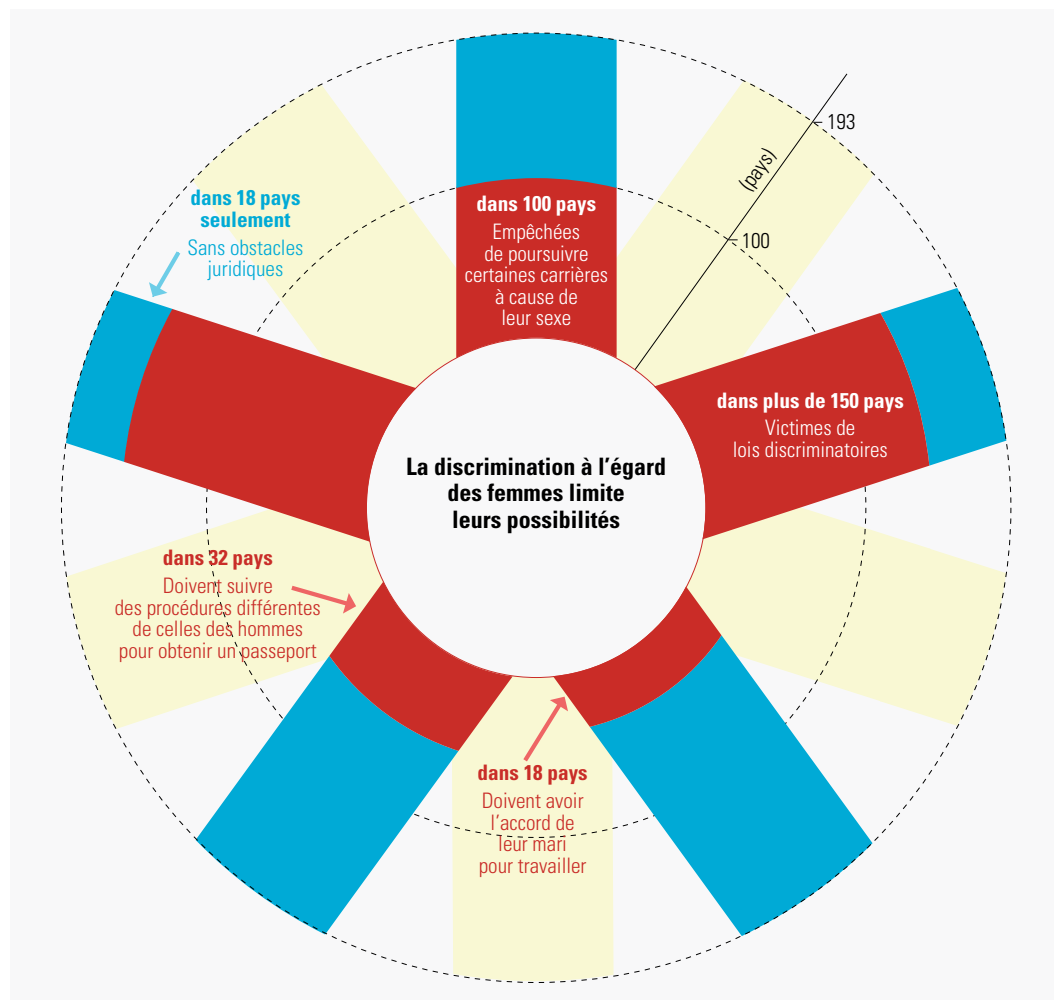 La discrimination à l’égard
des femmes limite
leurs possibilités
dans 100 pays
Empêchées
de poursuivre
certaines carrières
à cause de
leur sexe
(pays)
193
100
dans plus de 150 pays
Victimes de
lois discriminatoires
dans 18 pays
Doivent avoir
l’accord de
leur mari
pour travailler
dans 32 pays
Doivent suivre
des procédures différentes
de celles des hommes
pour obtenir un passeport
dans 18 pays
seulement
Sans obstacles
juridiques